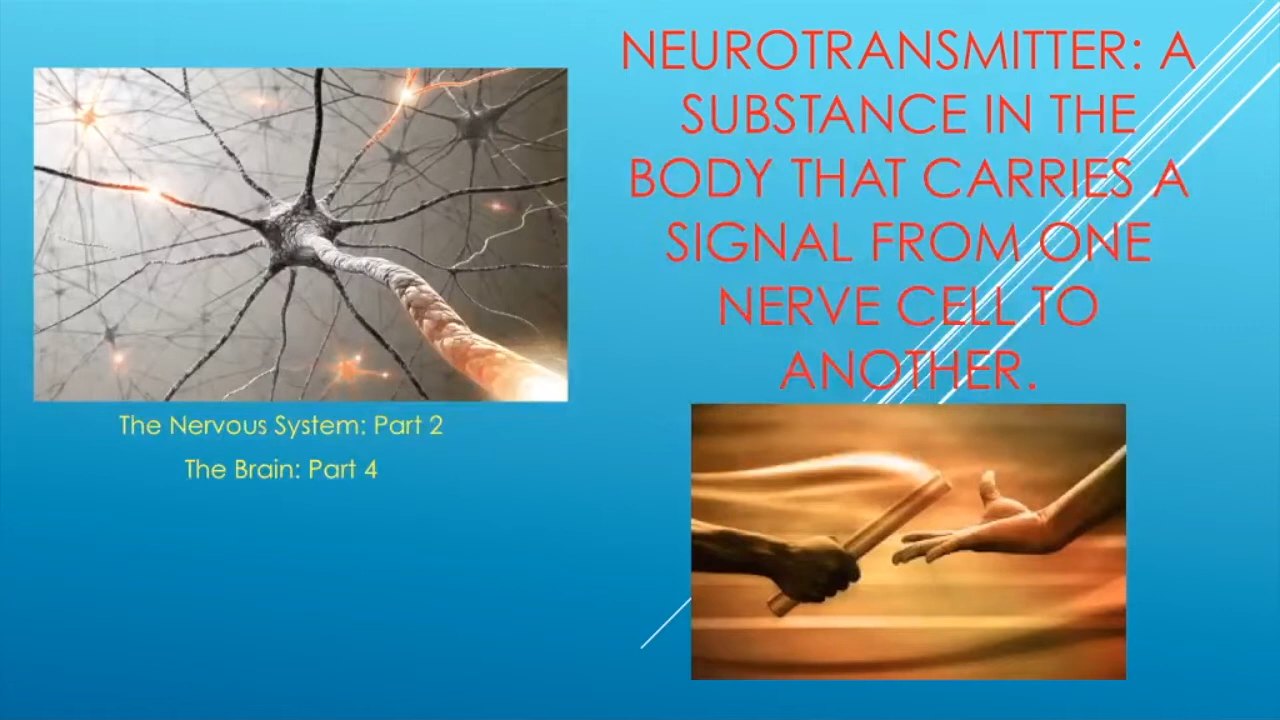 NEUROTRANSMITTER: A
SUBSTANCE IN THE
BODY THAT CARRIES A
SIGNAL FROM ONE
NERVE CELL TO
ANOTHER.
The Nervous System: Part 2
The Brain: Part 4